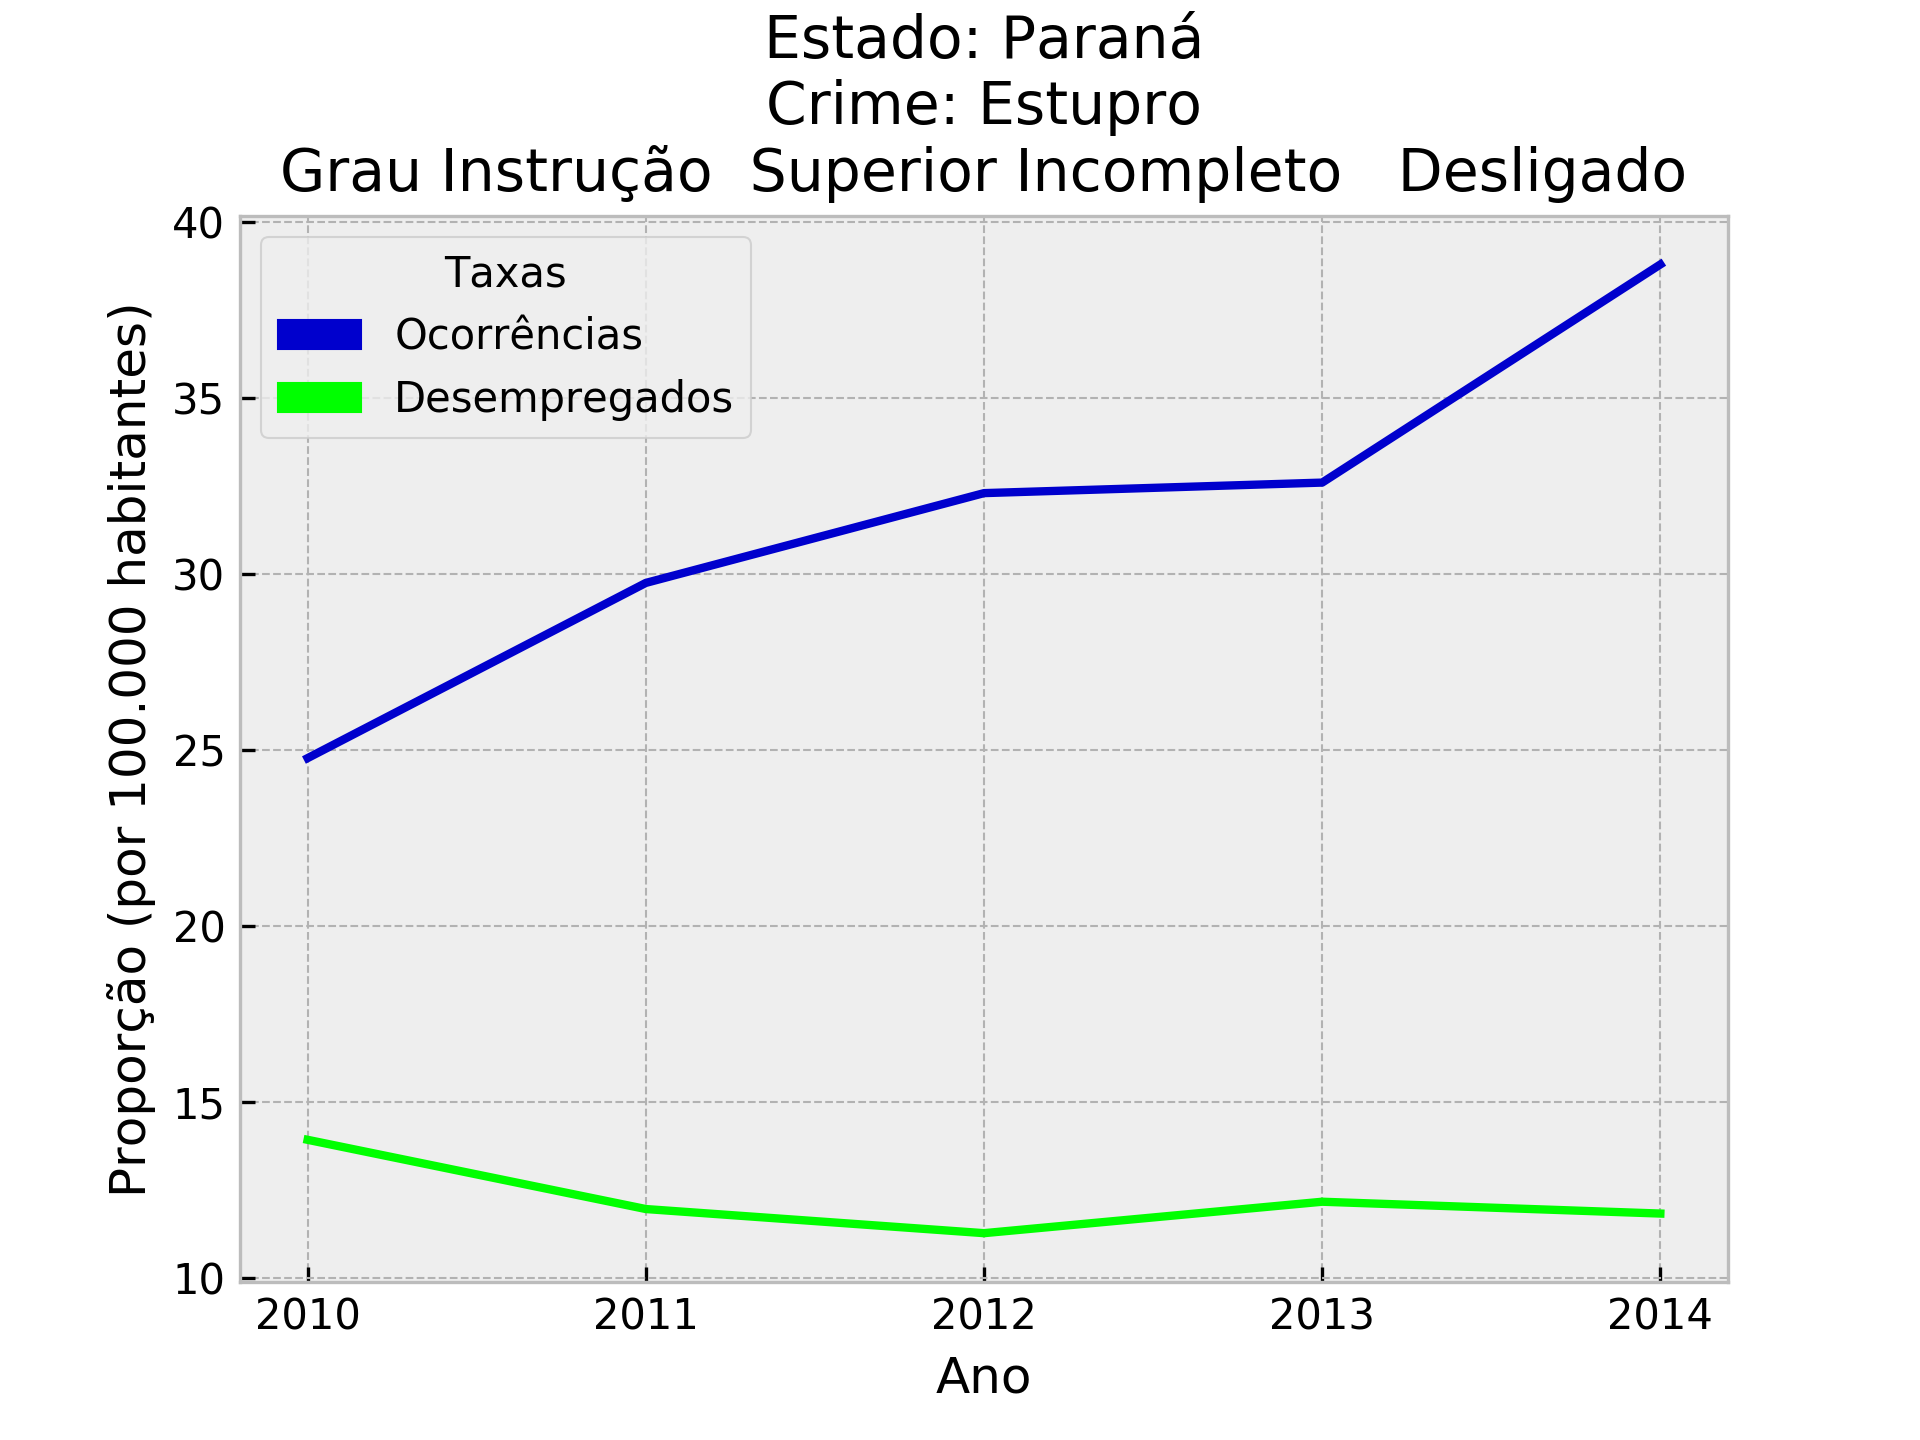 Estado: Paraná
Crime: Estupro
Grau Instrução  Superior Incompleto   Desligado
Taxas
Ocorrências
Desempregados
Proporção (por 100.000 habitantes)
40
35
30
25
20
15
10
2010 2011 2012 2013 2014
Ano